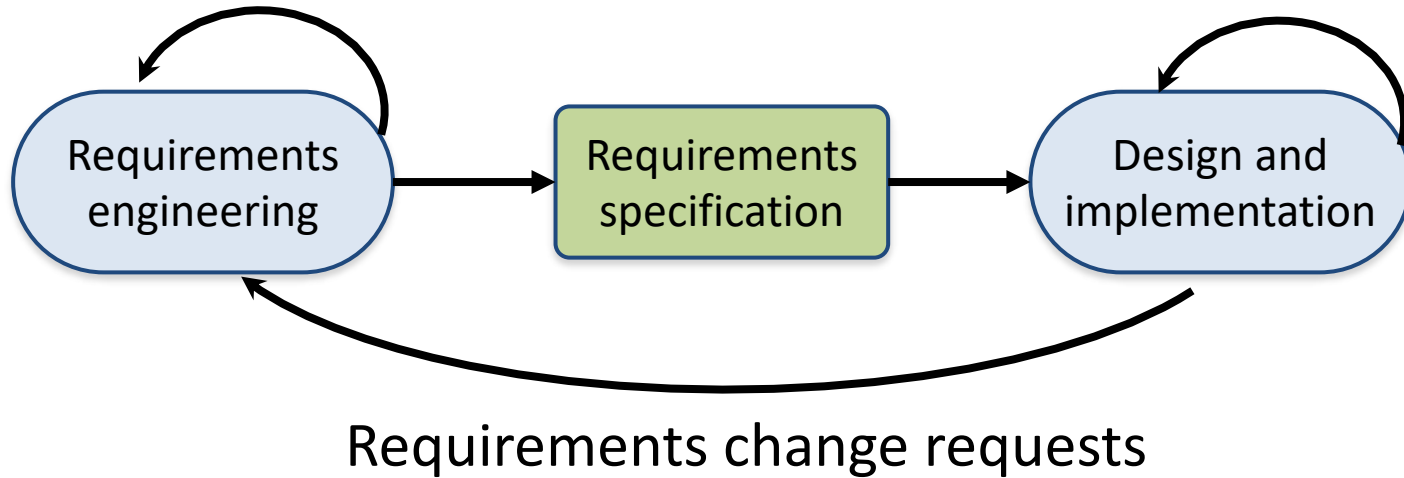 Requirements
engineering
Requirements
specification
Design and
implementation
Requirements change requests